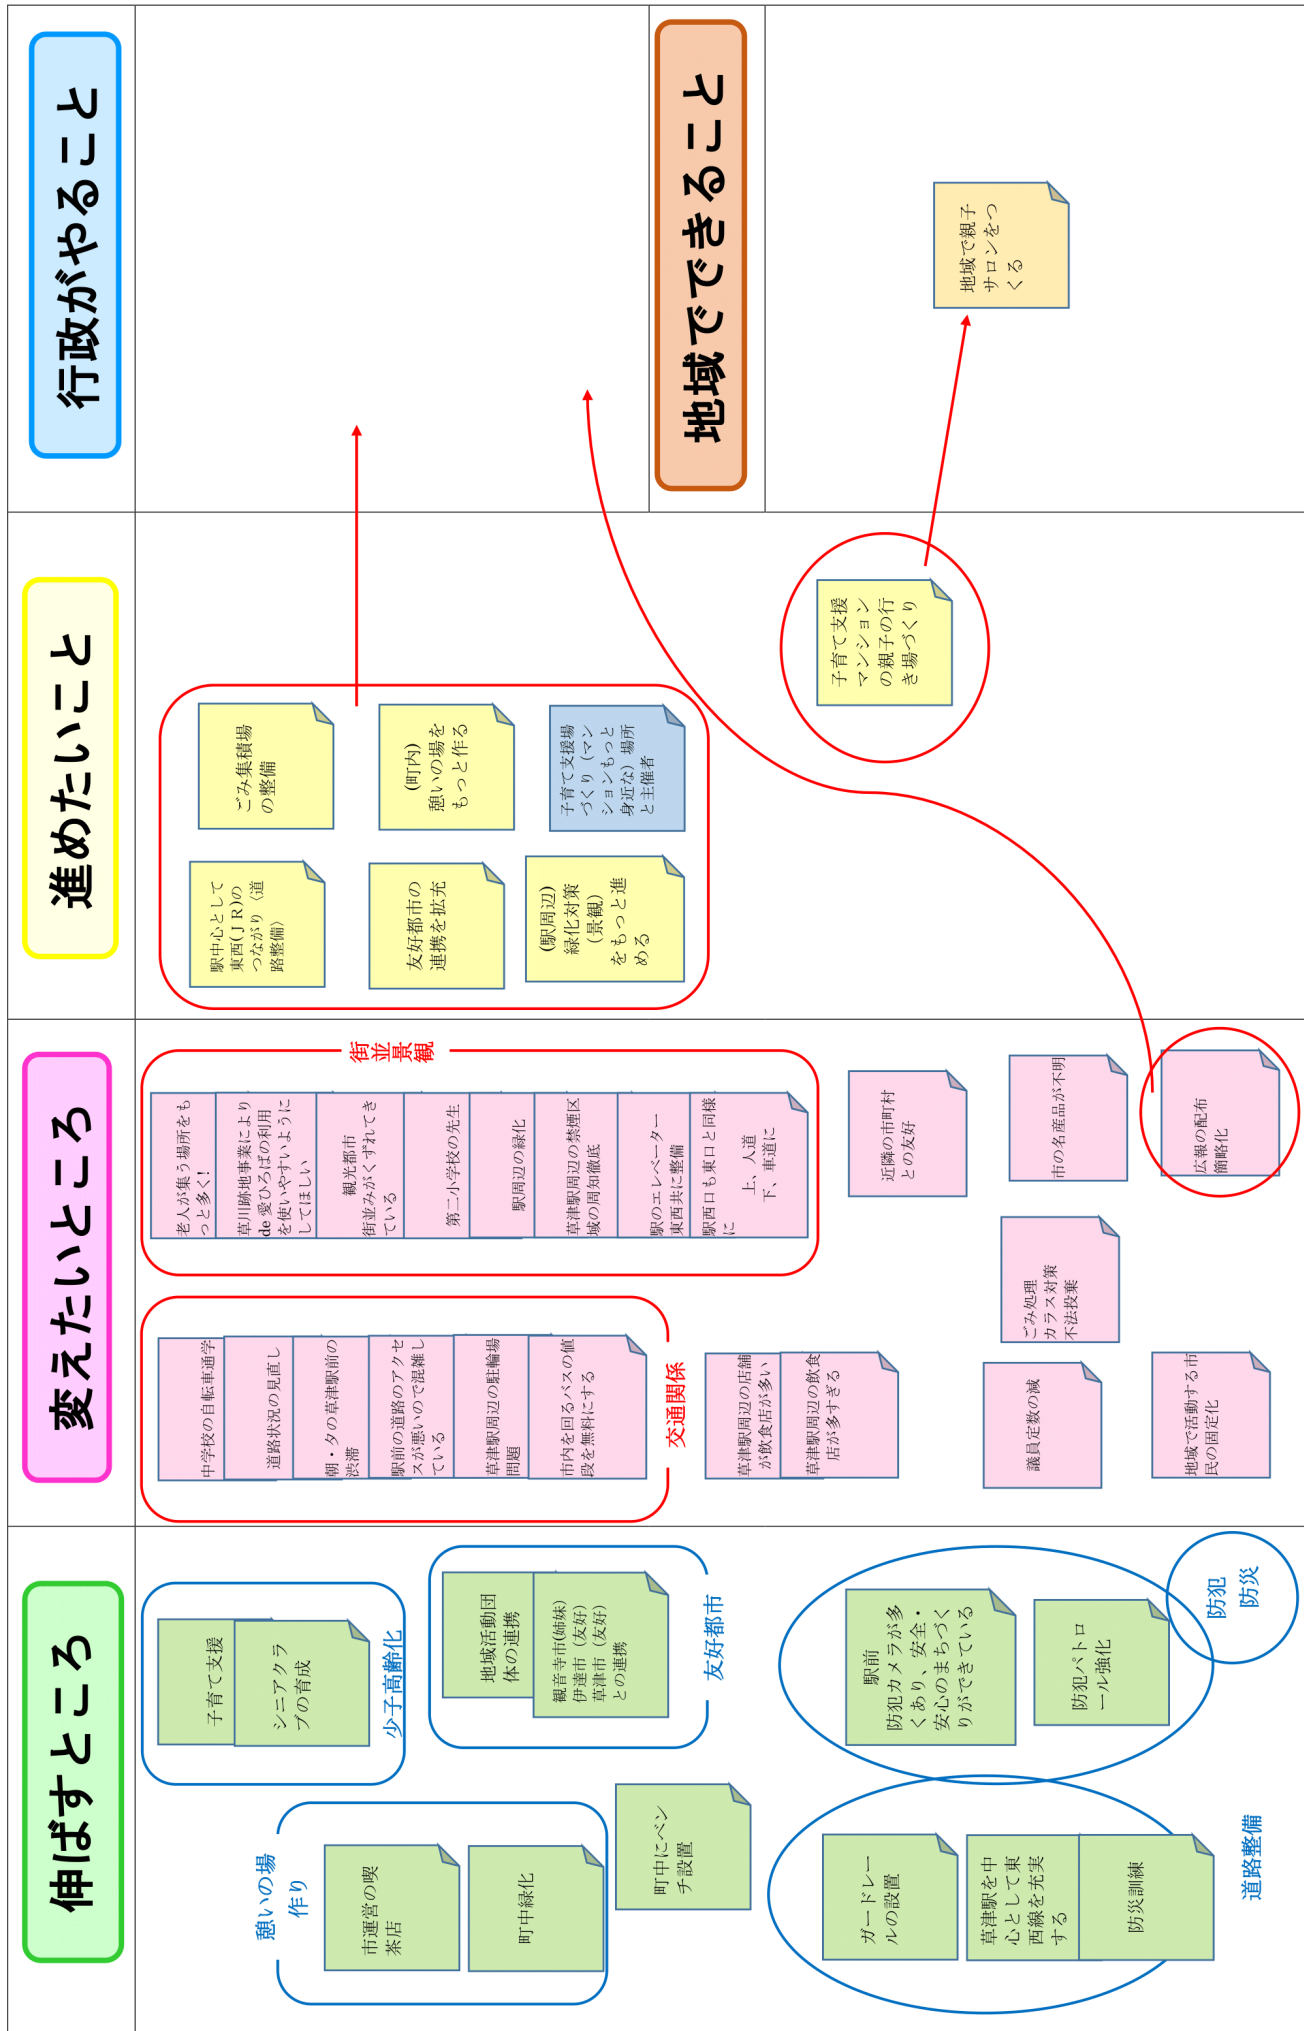 伸ばすところ
変えたいところ
進めたいこと
行政がやること
地域でできること
憩いの場
作り
市運営の喫
茶店
町中緑化
子育て支援
シニアクラ
ブの育成
少子高齢化
地域活動団
体の連携
観音寺市(姉妹)
伊達市（友好）
草津市（友好）
との連携
友好都市
町中にベン
チ設置
ガードレー
ルの設置
草津駅を中
心として東
西線を充実
する
防災訓練
道路整備
駅前
防犯カメラが多
くあり、安全・
安心のまちづく
りができている
防犯パトロ
ール強化
防犯
防災
中学校の自転車通学
道路状況の見直し
朝・夕の草津駅前の
渋滞
駅前の道路のアクセ
スが悪いので混雑し
ている
草津駅周辺の駐輪場
問題
市内を回るバスの値
段を無料にする
交通関係
老人が集う場所をも
っと多く！
草川跡地事業により
de 愛ひろばの利用
を使いやすいように
してほしい
観光都市
街並みがくずれてき
ている
第二小学校の先生
駅周辺の緑化
草津駅周辺の禁煙区
域の周知徹底
駅のエレベーター
東西共に整備
駅西口も東口と同様
に
上、人道
下、車道に
街並景観
草津駅周辺の店舗
が飲食店が多い
草津駅周辺の飲食
店が多すぎる
近隣の市町村
との友好
議員定数の減
ごみ処理
カラス対策
不法投棄
市の名産品が不明
地域で活動する市
民の固定化
広報の配布
簡略化
駅中心として
東西(ＪＲ)の
つながり〈道
路整備〉
ごみ集積場
の整備
友好都市の
連携を拡充
(町内)
憩いの場を
もっと作る
(駅周辺)
緑化対策
（景観）
をもっと進
める
子育て支援場
づくり（マン
ションもっと
身近な）場所
と主催者
子育て支援
マンション
の親子の行
き場づくり
地域で親子
サロンをつ
くる